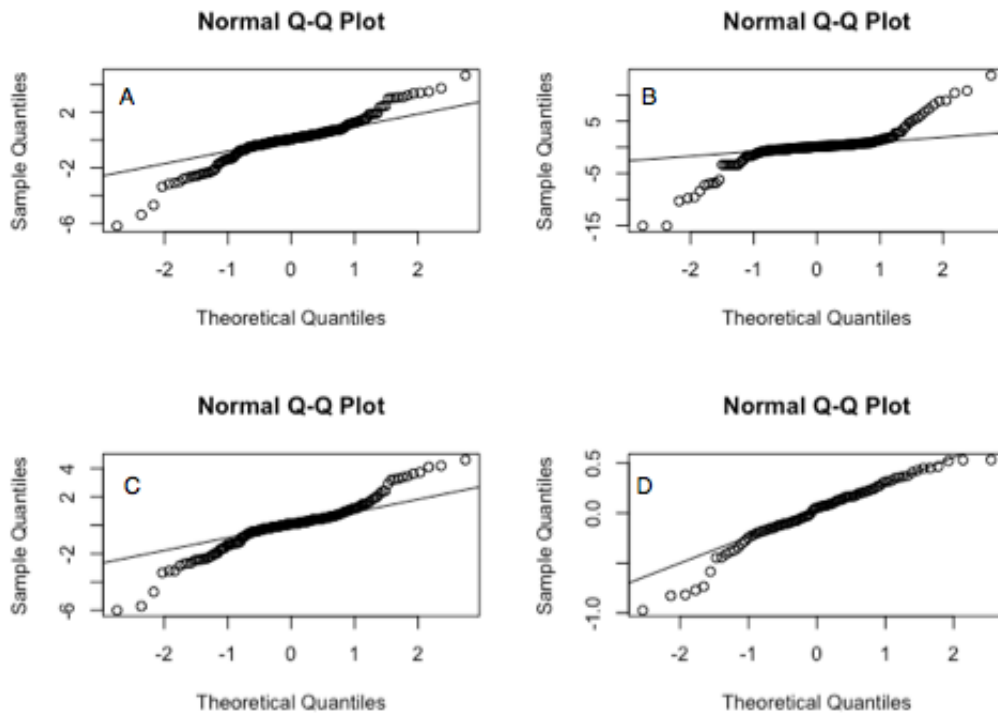 Normal Q-Q Plot
A
Sample Quantiles
2
-2
-6
-2 -1 0 1 2
Theoretical Quantiles
Normal Q-Q Plot
B
Sample Quantiles
5
-5
-15
-2 -1 0 1 2
Theoretical Quantiles
Normal Q-Q Plot
C
Sample Quantiles
4
2
-2
-6
-2 -1 0 1 2
Theoretical Quantiles
Normal Q-Q Plot
D
Sample Quantiles
0.5
0.0
-1.0
-2 -1 0 1 2
Theoretical Quantiles